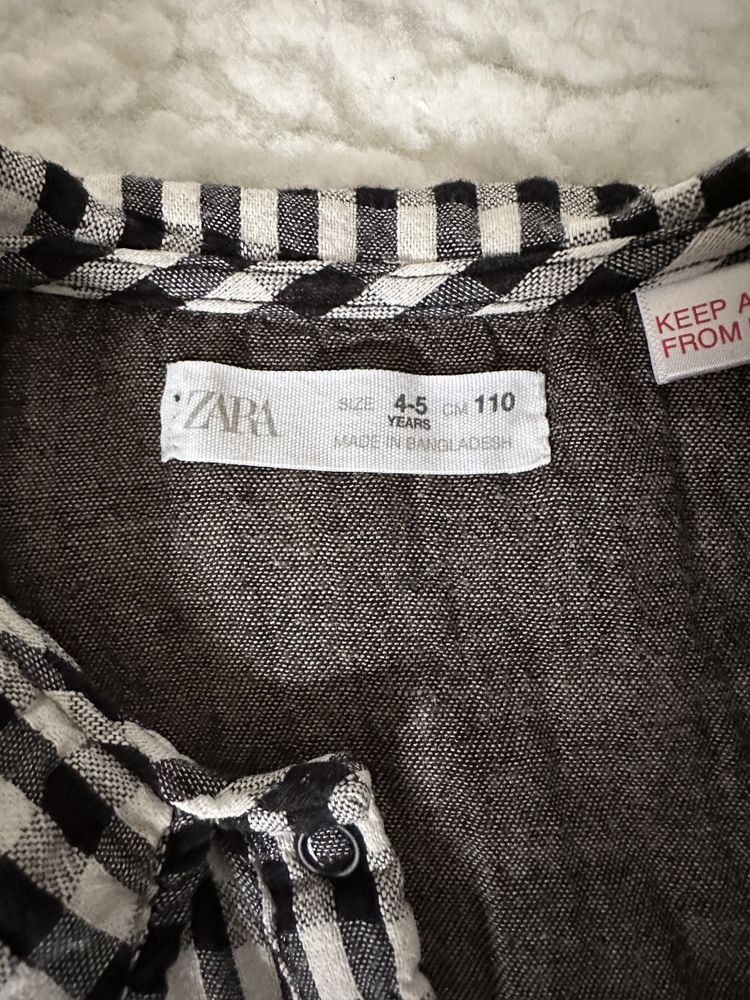 ZARA
SIZE 4-5 CM 110
YEARS
MADE IN BANGLADESH
KEEP A
FROM